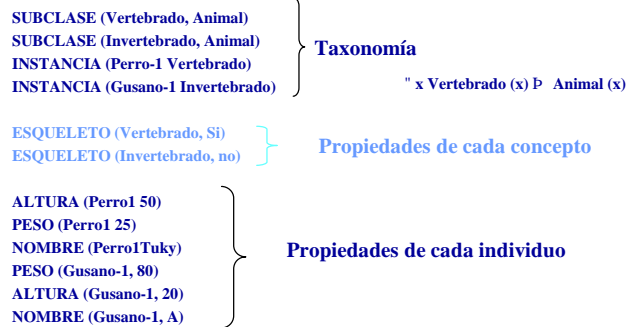 SUBCLASE (Vertebrado, Animal)
SUBCLASE (Invertebrado, Animal)
INSTANCIA (Perro-1 Vertebrado)
INSTANCIA (Gusano-1 Invertebrado)
Taxonomía
" x Vertebrado (x) Þ Animal (x)
ESQUELETO (Vertebrado, Si)
ESQUELETO (Invertebrado, no)
Propiedades de cada concepto
ALTURA (Perro1 50)
PESO (Perro1 25)
NOMBRE (Perro1Tuky)
PESO (Gusano-1, 80)
ALTURA (Gusano-1, 20)
NOMBRE (Gusano-1, A)
Propiedades de cada individuo